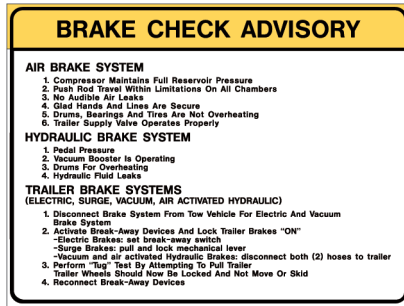 BRAKE CHECK ADVISORY
AIR BRAKE SYSTEM
1. Compressor Maintains Full Reservoir Pressure
2. Push Rod Travel Within Limitations On All Chambers
3. No Audible Air Leaks
4. Glad Hands And Lines Are Secure
5. Drums, Bearings And Tires Are Not Overheating
6. Trailer Supply Valve Operates Properly
HYDRAULIC BRAKE SYSTEM
1. Pedal Pressure
2. Vacuum Booster Is Operating
3. Drums For Overheating
4. Hydraulic Fluid Leaks
TRAILER BRAKE SYSTEMS
(ELECTRIC, SURGE, VACUUM, AIR ACTIVATED HYDRAULIC)
1. Disconnect Brake System From Tow Vehicle For Electric And Vacuum
Brake System
2. Activate Break-Away Devices And Lock Trailer Brakes “ON”
-Electric Brakes: set break-away switch
-Surge Brakes: pull and lock mechanical lever
-Vacuum and air activated Hydraulic Brakes: disconnect both (2) hoses to trailer
3. Perform “Tug” Test By Attempting To Pull Trailer
Trailer Wheels Should Now Be Locked And Not Move Or Skid
4. Reconnect Break-Away Devices